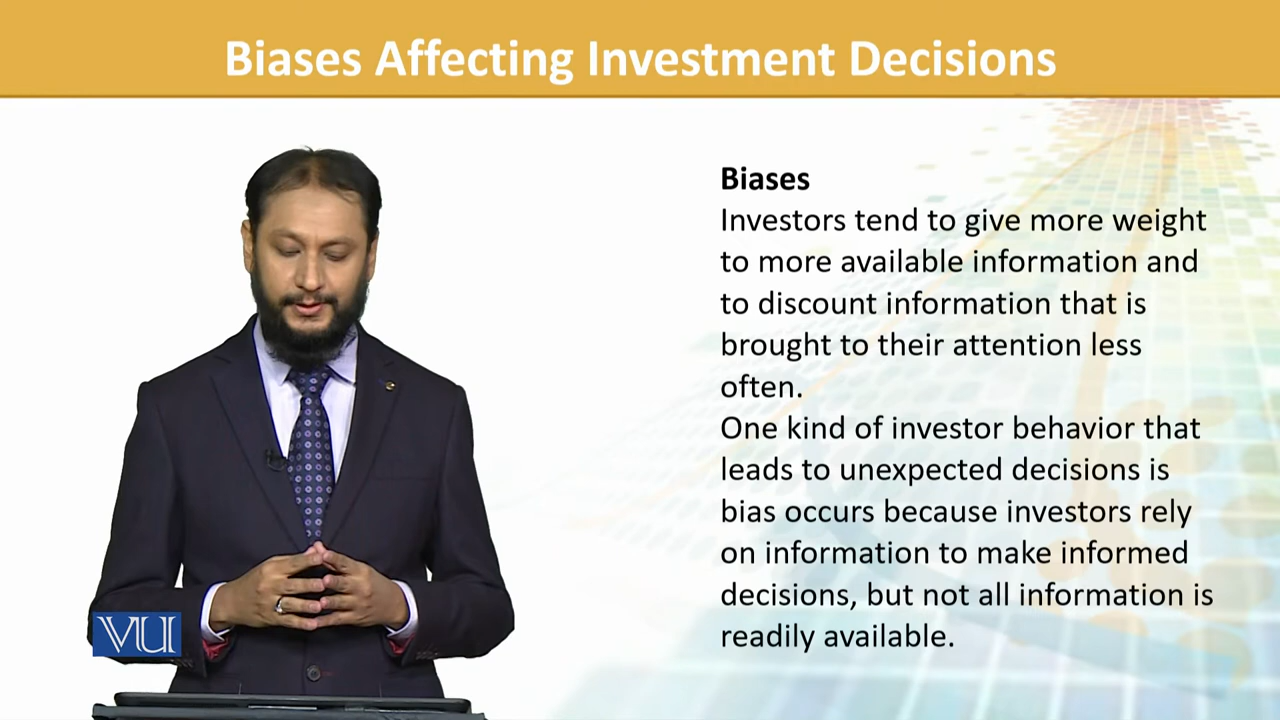 Biases Affecting Investment Decisions
Biases
Investors tend to give more weight
to more available information and
to discount information that is
brought to their attention less
often.
One kind of investor behavior that
leads to unexpected decisions is
bias occurs because investors rely
on information to make informed
decisions, but not all information is
readily available.
VU